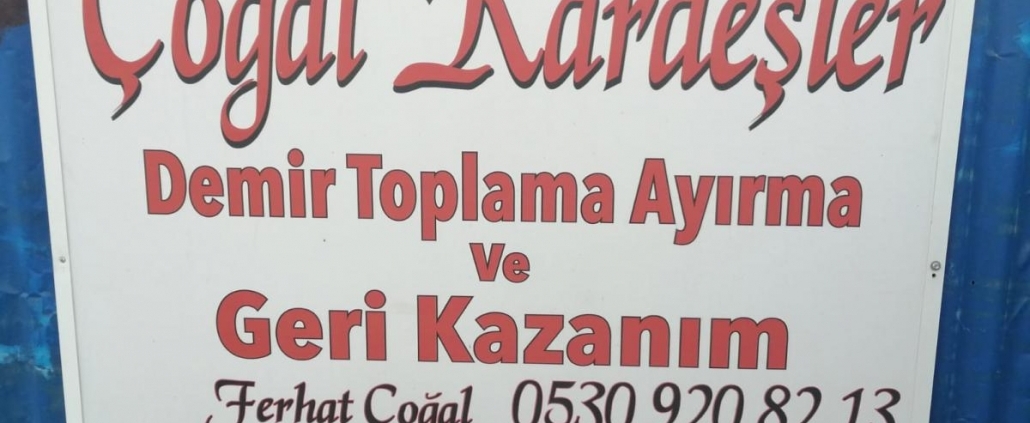 Çoğal Kardeşler
Demir Toplama Ayırma
Ve
Geri Kazanım
Ferhat Çoğal 0530 920 82 13